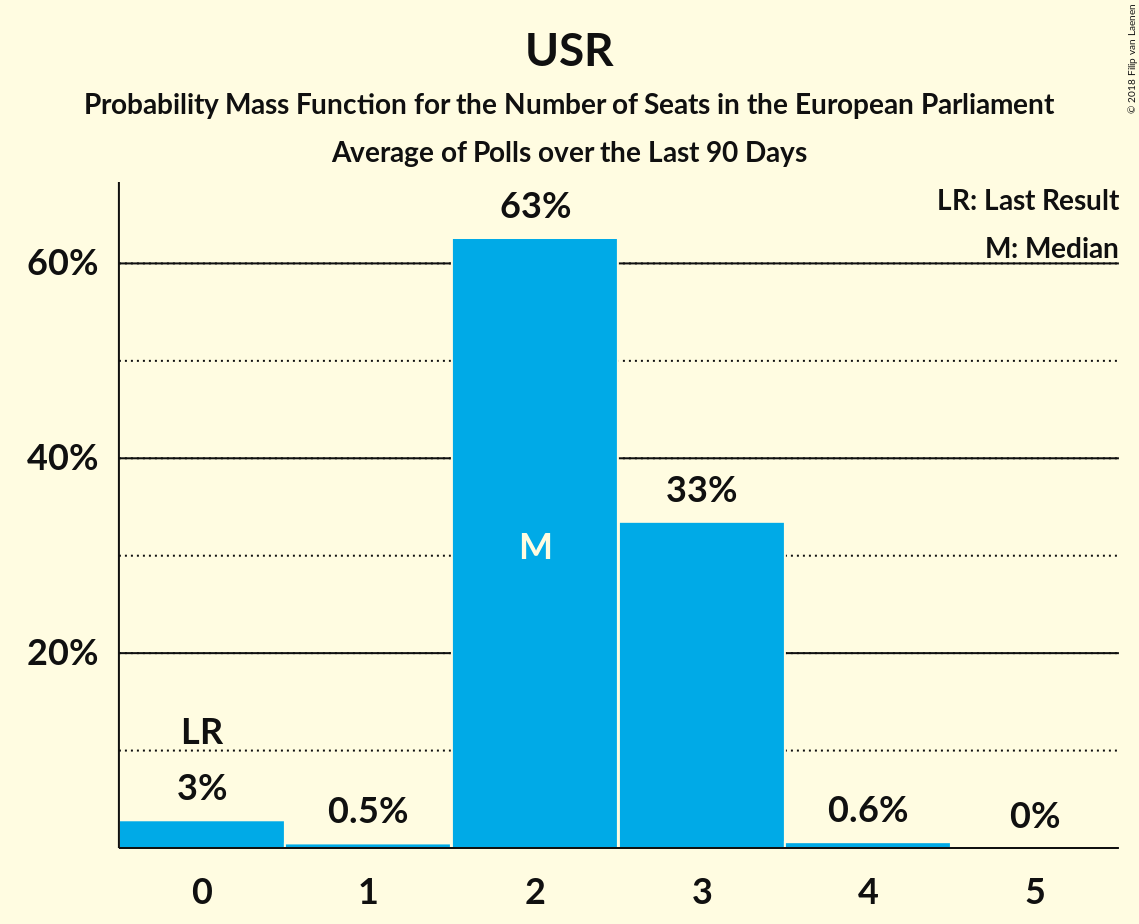 USR
Probability Mass Function for the Number of Seats in the European Parliament
Average of Polls over the Last 90 Days
© 2018 Filip van Laenen
LR: Last Result
M: Median
63%
60%
33%
40%
M
20%
LR
3%
0.5%
0.6%
0%
0 1 2 3 4 5